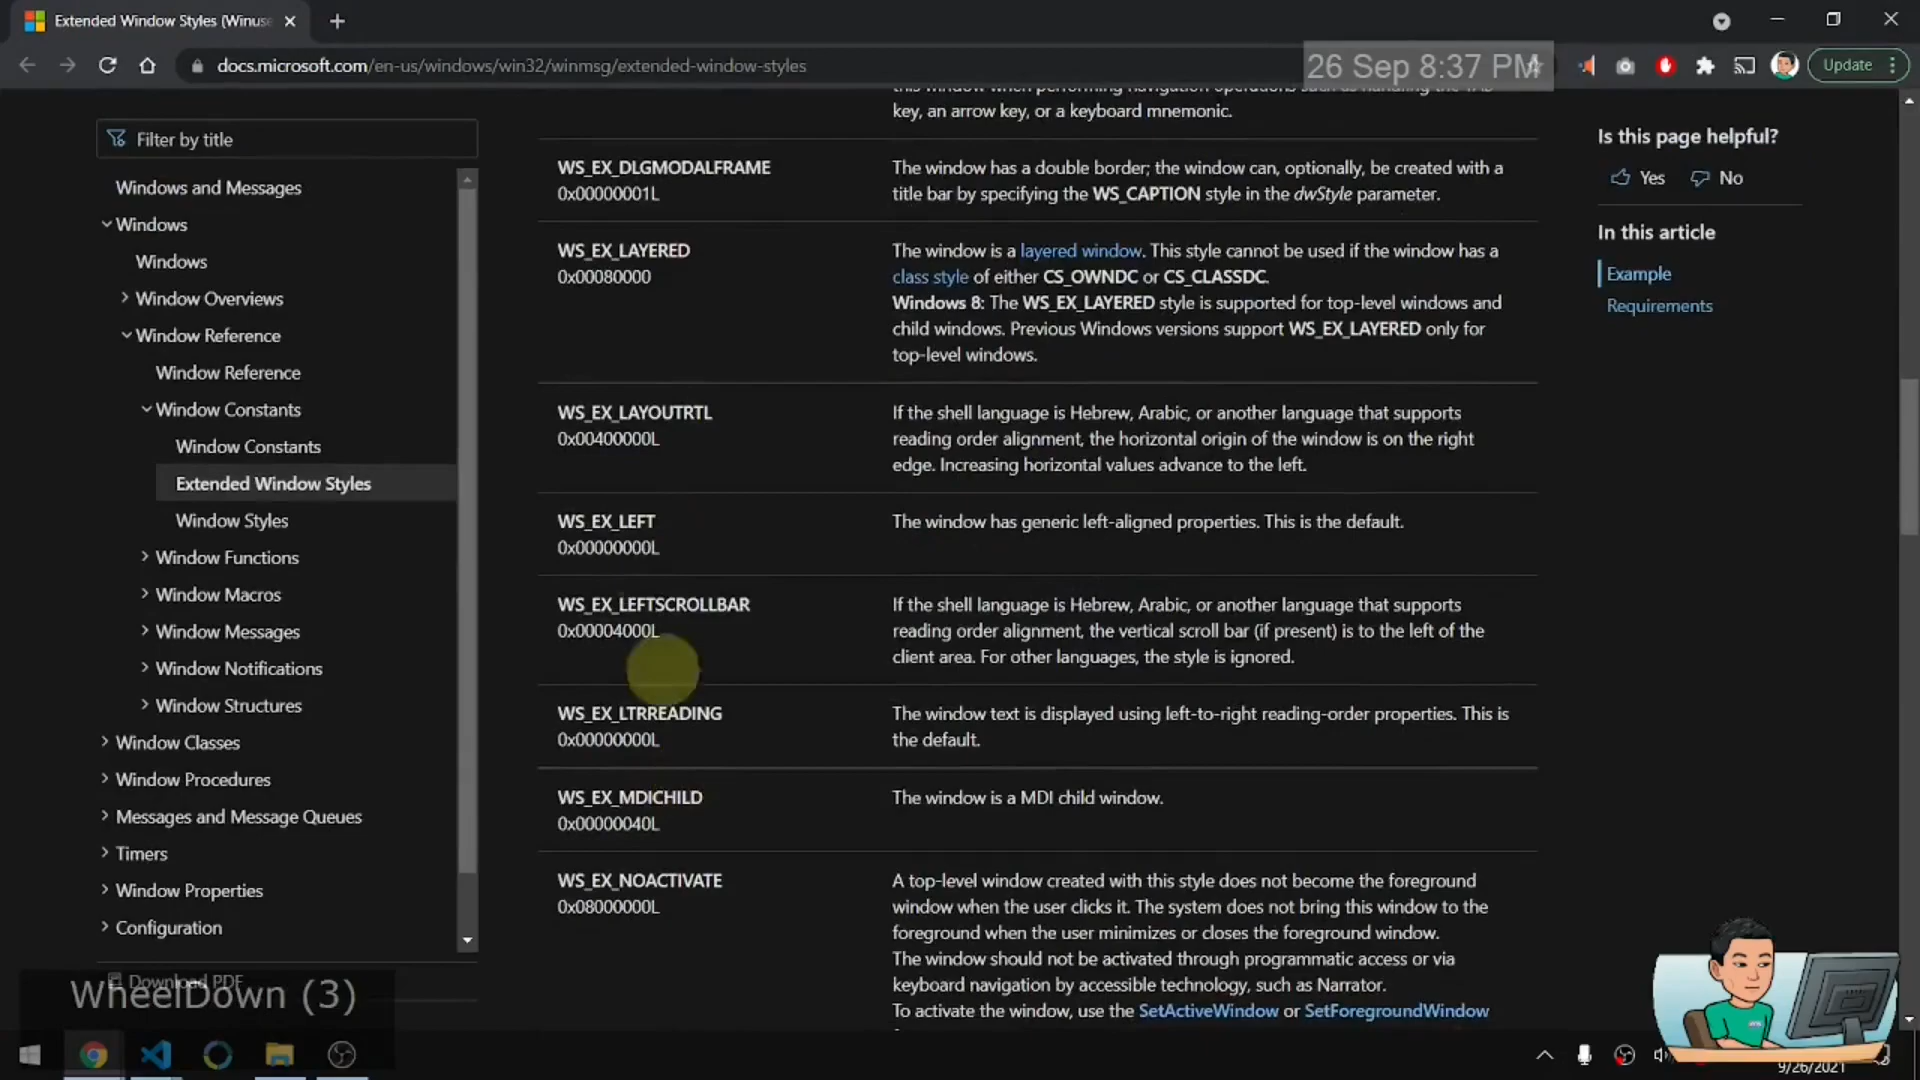 Extended Window Styles (Winuse
docs.microsoft.com/en-us/windows/win32/winmsg/extended-window-styles
26 Sep 8:37 PM
Update
Filter by title
Windows and Messages
Windows
Windows
Window Overviews
Window Reference
Window Reference
Window Constants
Window Constants
Extended Window Styles
Window Styles
Window Functions
Window Macros
Window Messages
Window Notifications
Window Structures
Window Classes
Window Procedures
Messages and Message Queues
Timers
Window Properties
Configuration
Download PDF
WheelDown (3)
this window when performing navigation operations such as handling the TAB
key, an arrow key, or a keyboard mnemonic.
WS_EX_DLGMODALFRAME
0x00000001L
The window has a double border; the window can, optionally, be created with a
title bar by specifying the WS_CAPTION style in the dwStyle parameter.
WS_EX_LAYERED
0x00080000
The window is a layered window. This style cannot be used if the window has a
class style of either CS_OWNDC or CS_CLASSDC.
Windows 8: The WS_EX_LAYERED style is supported for top-level windows and
child windows. Previous Windows versions support WS_EX_LAYERED only for
top-level windows.
WS_EX_LAYOUTRTL
0x00400000L
If the shell language is Hebrew, Arabic, or another language that supports
reading order alignment, the horizontal origin of the window is on the right
edge. Increasing horizontal values advance to the left.
WS_EX_LEFT
0x00000000L
The window has generic left-aligned properties. This is the default.
WS_EX_LEFTSCROLLBAR
0x00004000L
If the shell language is Hebrew, Arabic, or another language that supports
reading order alignment, the vertical scroll bar (if present) is to the left of the
client area. For other languages, the style is ignored.
WS_EX_LTRREADING
0x00000000L
The window text is displayed using left-to-right reading-order properties. This is
the default.
WS_EX_MDICHILD
0x00000040L
The window is a MDI child window.
WS_EX_NOACTIVATE
0x08000000L
A top-level window created with this style does not become the foreground
window when the user clicks it. The system does not bring this window to the
foreground when the user minimizes or closes the foreground window.
The window should not be activated through programmatic access or via
keyboard navigation by accessible technology, such as Narrator.
To activate the window, use the SetActiveWindow or SetForegroundWindow
Is this page helpful?
Yes
No
In this article
Example
Requirements
9/26/2021